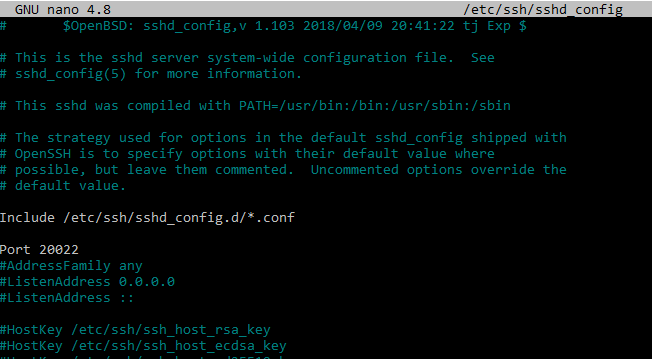 GNU nano 4.8 /etc/ssh/sshd_config
# $OpenBSD: sshd_config,v 1.103 2018/04/09 20:41:22 tj Exp $
# This is the sshd server system-wide configuration file. See
# sshd_config(5) for more information.
# This sshd was compiled with PATH=/usr/bin:/bin:/usr/sbin:/sbin
# The strategy used for options in the default sshd_config shipped with
# OpenSSH is to specify options with their default value where
# possible, but leave them commented. Uncommented options override the
# default value.
Include /etc/ssh/sshd_config.d/*.conf
Port 20022
#AddressFamily any
#ListenAddress 0.0.0.0
#ListenAddress ::
#HostKey /etc/ssh/ssh_host_rsa_key
#HostKey /etc/ssh/ssh_host_ecdsa_key